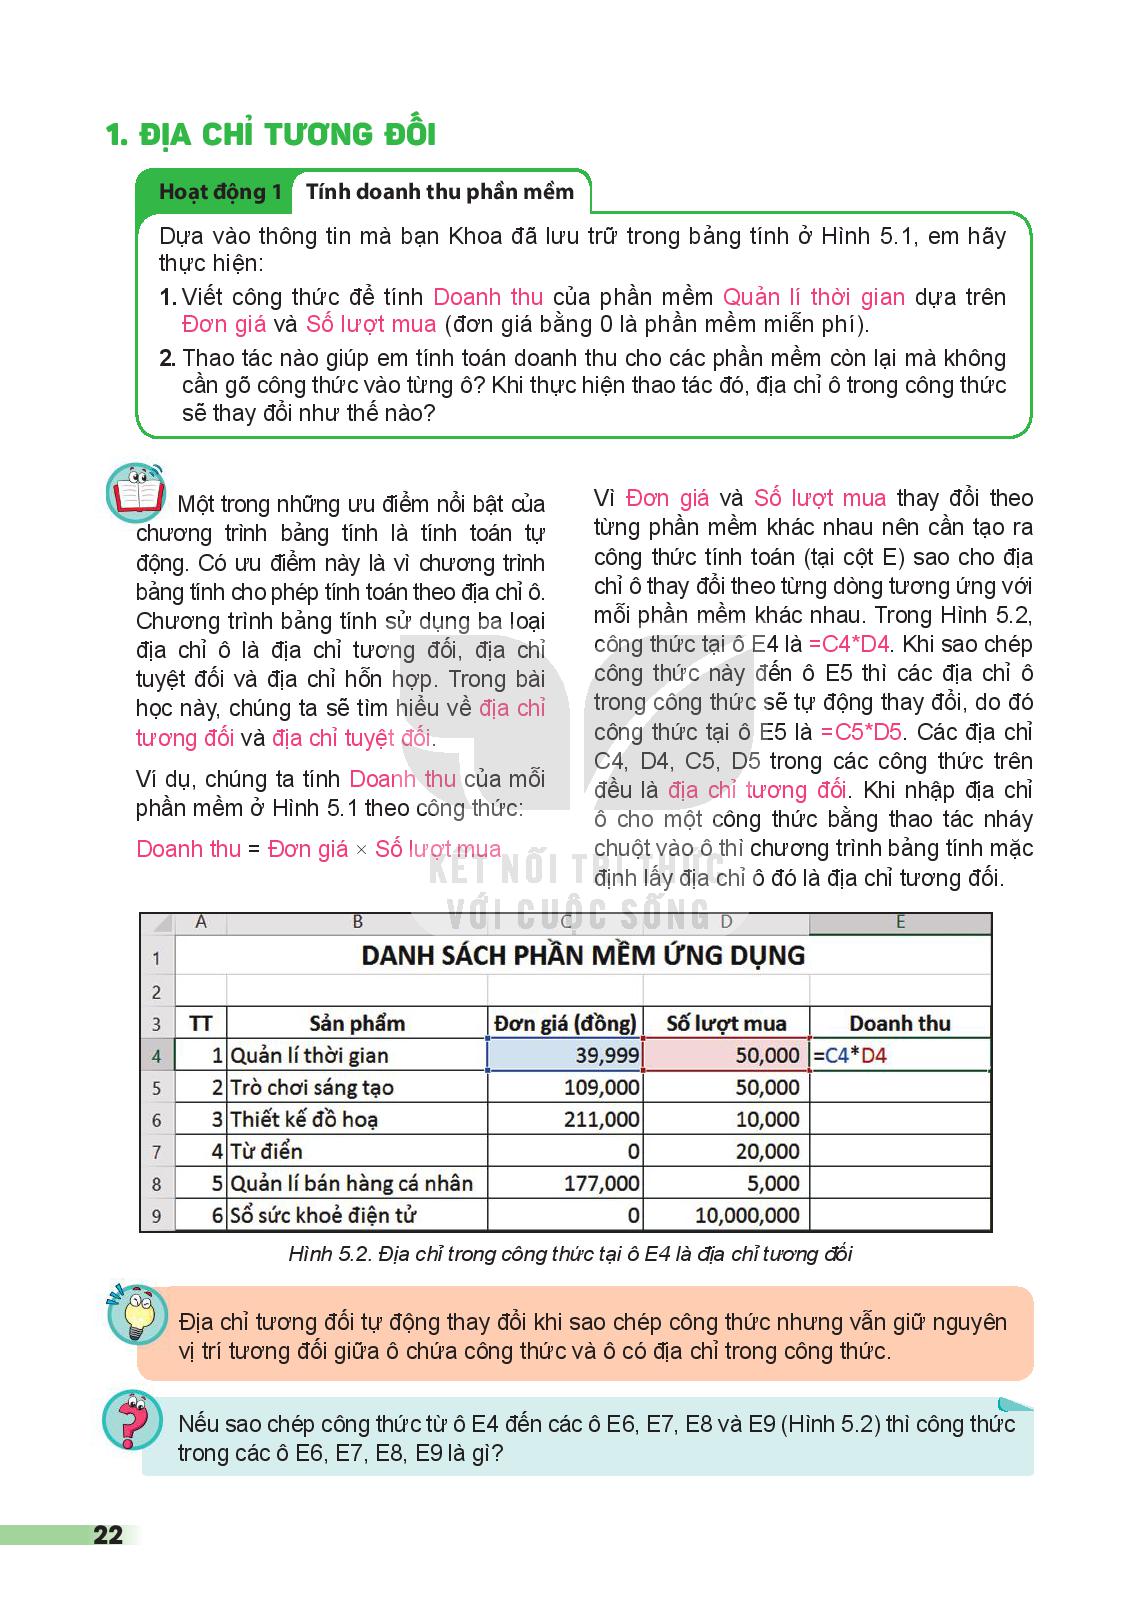 1. ĐỊA CHỈ TƯƠNG ĐỐI
Hoạt động 1 Tính doanh thu phần mềm
Dựa vào thông tin mà bạn Khoa đã lưu trữ trong bảng tính ở Hình 5.1, em hãy
thực hiện:
1. Viết công thức để tính Doanh thu của phần mềm Quản lí thời gian dựa trên
Đơn giá và Số lượt mua (đơn giá bằng 0 là phần mềm miễn phí).
2. Thao tác nào giúp em tính toán doanh thu cho các phần mềm còn lại mà không
cần gõ công thức vào từng ô? Khi thực hiện thao tác đó, địa chỉ ô trong công thức
sẽ thay đổi như thế nào?
Một trong những ưu điểm nổi bật của
chương trình bảng tính là tính toán tự
động. Có ưu điểm này là vì chương trình
bảng tính cho phép tính toán theo địa chỉ ô.
Chương trình bảng tính sử dụng ba loại
địa chỉ ô là địa chỉ tương đối, địa chỉ
tuyệt đối và địa chỉ hỗn hợp. Trong bài
học này, chúng ta sẽ tìm hiểu về địa chỉ
tương đối và địa chỉ tuyệt đối.
Ví dụ, chúng ta tính Doanh thu của mỗi
phần mềm ở Hình 5.1 theo công thức:
Doanh thu = Đơn giá × Số lượt mua
Vì Đơn giá và Số lượt mua thay đổi theo
từng phần mềm khác nhau nên cần tạo ra
công thức tính toán (tại cột E) sao cho địa
chỉ ô thay đổi theo từng dòng tương ứng với
mỗi phần mềm khác nhau. Trong Hình 5.2,
công thức tại ô E4 là =C4*D4. Khi sao chép
công thức này đến ô E5 thì các địa chỉ ô
trong công thức sẽ tự động thay đổi, do đó
công thức tại ô E5 là =C5*D5. Các địa chỉ
C4, D4, C5, D5 trong các công thức trên
đều là địa chỉ tương đối. Khi nhập địa chỉ
ô cho một công thức bằng thao tác nháy
chuột vào ô thì chương trình bảng tính mặc
định lấy địa chỉ ô đó là địa chỉ tương đối.
KẾT NỐI TRI THỨC
VỚI CUỘC SỐNG
A B C D E
1 DANH SÁCH PHẦN MỀM ỨNG DỤNG
2
3 TT Sản phẩm Đơn giá (đồng) Số lượt mua Doanh thu
4 1 Quản lí thời gian 39,999 50,000 =C4*D4
5 2 Trò chơi sáng tạo 109,000 50,000
6 3 Thiết kế đồ hoạ 211,000 10,000
7 4 Từ điển 0 20,000
8 5 Quản lí bán hàng cá nhân 177,000 5,000
9 6 Sổ sức khoẻ điện tử 0 10,000,000
Hình 5.2. Địa chỉ trong công thức tại ô E4 là địa chỉ tương đối
Địa chỉ tương đối tự động thay đổi khi sao chép công thức nhưng vẫn giữ nguyên
vị trí tương đối giữa ô chứa công thức và ô có địa chỉ trong công thức.
Nếu sao chép công thức từ ô E4 đến các ô E6, E7, E8 và E9 (Hình 5.2) thì công thức
trong các ô E6, E7, E8, E9 là gì?
22